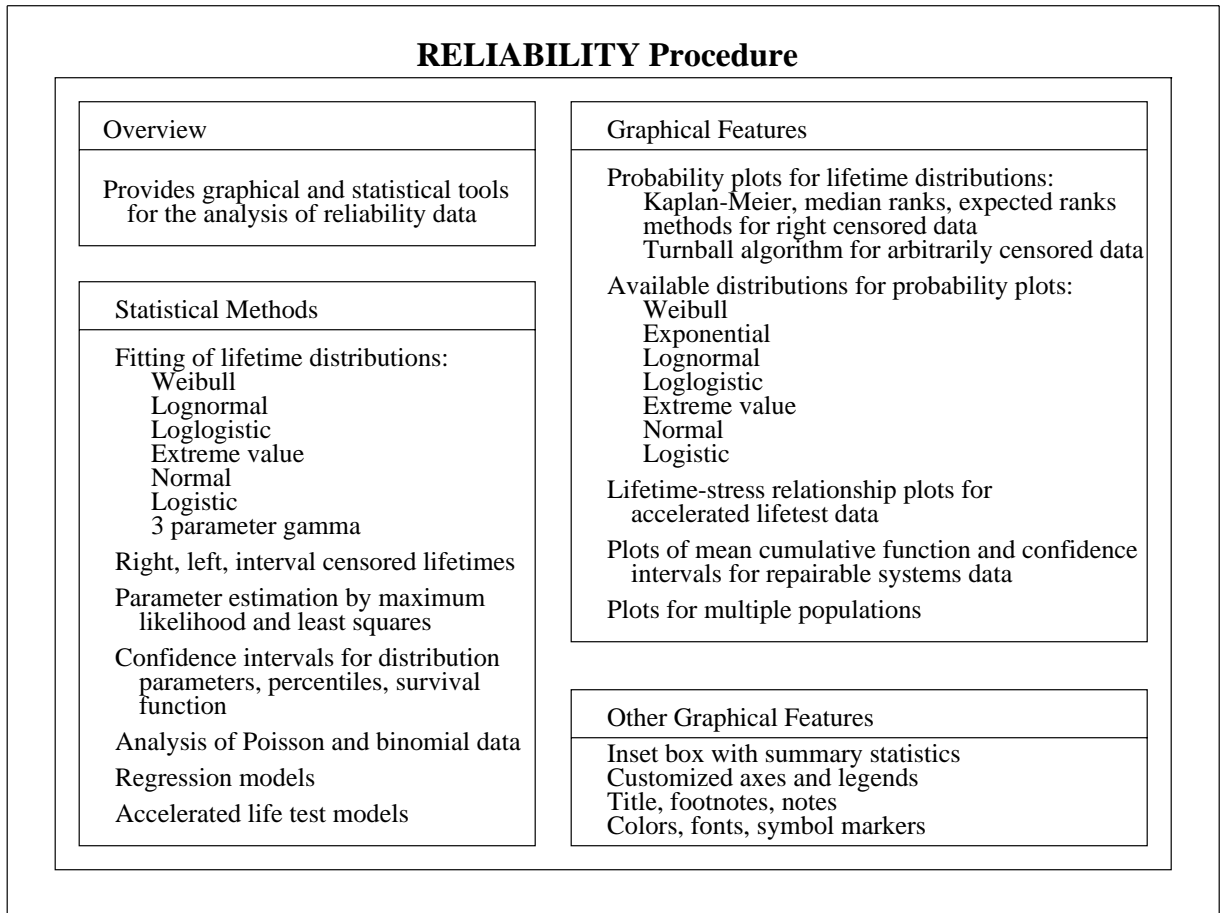 RELIABILITY Procedure
Overview
Provides graphical and statistical tools
for the analysis of reliability data
Statistical Methods
Fitting of lifetime distributions:
Weibull
Lognormal
Loglogistic
Extreme value
Normal
Logistic
3 parameter gamma
Right, left, interval censored lifetimes
Parameter estimation by maximum
likelihood and least squares
Confidence intervals for distribution
parameters, percentiles, survival
function
Analysis of Poisson and binomial data
Regression models
Accelerated life test models
Graphical Features
Probability plots for lifetime distributions:
Kaplan-Meier, median ranks, expected ranks
methods for right censored data
Turnball algorithm for arbitrarily censored data
Available distributions for probability plots:
Weibull
Exponential
Lognormal
Loglogistic
Extreme value
Normal
Logistic
Lifetime-stress relationship plots for
accelerated lifetest data
Plots of mean cumulative function and confidence
intervals for repairable systems data
Plots for multiple populations
Other Graphical Features
Inset box with summary statistics
Customized axes and legends
Title, footnotes, notes
Colors, fonts, symbol markers